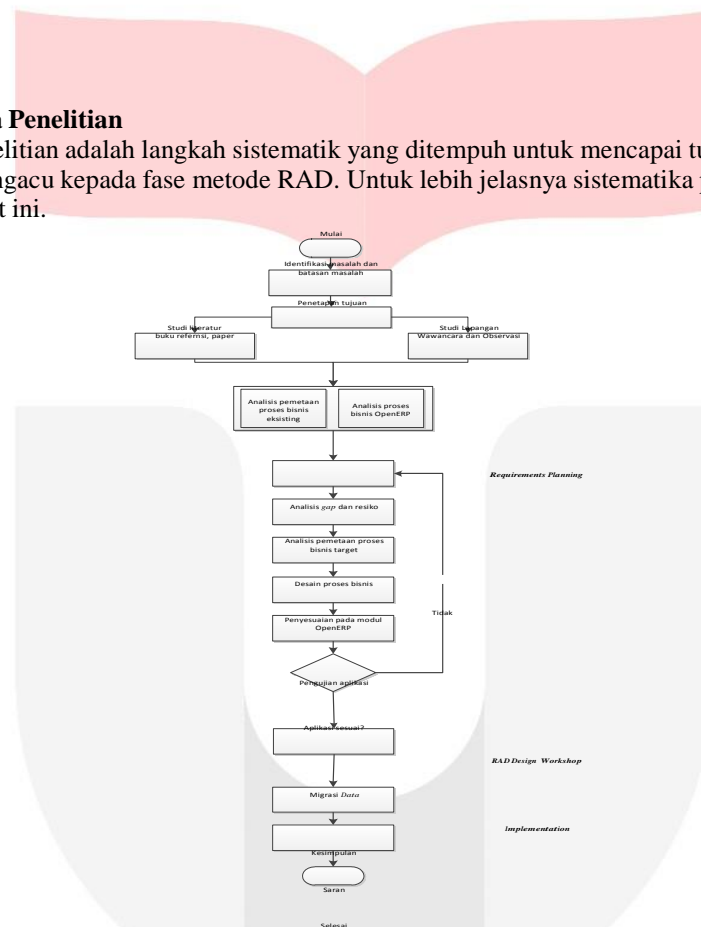 Penelitian
elitian adalah langkah sistematik yang ditempuh untuk mencapai tu
ngacu kepada fase metode RAD. Untuk lebih jelasnya sistematika
t ini.
Mulai
Identifikasi masalah dan
batasan masalah
Penetapan tujuan
Studi literatur
buku refernsi, paper
Studi Lapangan
Wawancara dan Observasi
Analisis pemetaan
proses bisnis
eksisting
Analisis proses
bisnis OpenERP
Requirements Planning
Analisis gap dan resiko
Analisis pemetaan proses
bisnis target
Desain proses bisnis
Penyesuaian pada modul
OpenERP
Tidak
Pengujian aplikasi
Aplikasi sesuai?
RAD Design Workshop
Migrasi Data
Implementation
Kesimpulan
Saran
Selesai